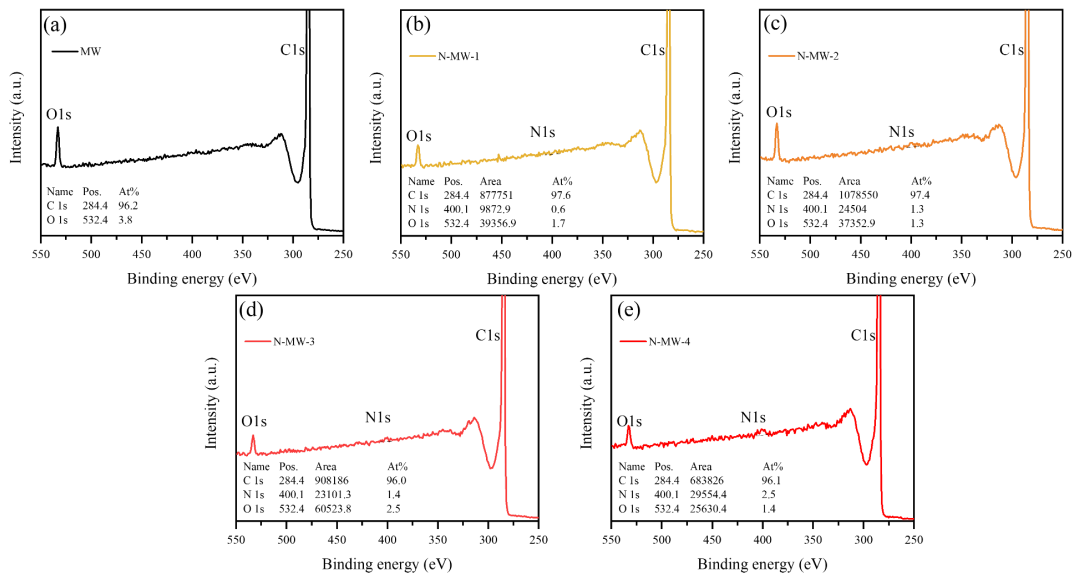 (a)
MW
C1s
O1s
Intensity (a.u.)
Name Pos. At%
C 1s 284.4 96.2
O 1s 532.4 3.8
550 500 450 400 350 300 250
Binding energy (eV)
(b)
N-MW-1
C1s
O1s
N1s
Intensity (a.u.)
Name Pos. Area At%
C 1s 284.4 877751 97.6
N 1s 400.1 9872.9 0.6
O 1s 532.4 39356.9 1.7
550 500 450 400 350 300 250
Binding energy (eV)
(c)
N-MW-2
C1s
O1s
N1s
Intensity (a.u.)
Name Pos. Area At%
C 1s 284.4 1078550 97.4
N 1s 400.1 24504 1.3
O 1s 532.4 37352.9 1.3
550 500 450 400 350 300 250
Binding energy (eV)
(d)
N-MW-3
C1s
O1s
N1s
Intensity (a.u.)
Name Pos. Area At%
C 1s 284.4 908186 96.0
N 1s 400.1 23101.3 1.4
O 1s 532.4 60523.8 2.5
550 500 450 400 350 300 250
Binding energy (eV)
(e)
N-MW-4
C1s
O1s
N1s
Intensity (a.u.)
Name Pos. Area At%
C 1s 284.4 683826 96.1
N 1s 400.1 29554.4 2.5
O 1s 532.4 25630.4 1.4
550 500 450 400 350 300 250
Binding energy (eV)